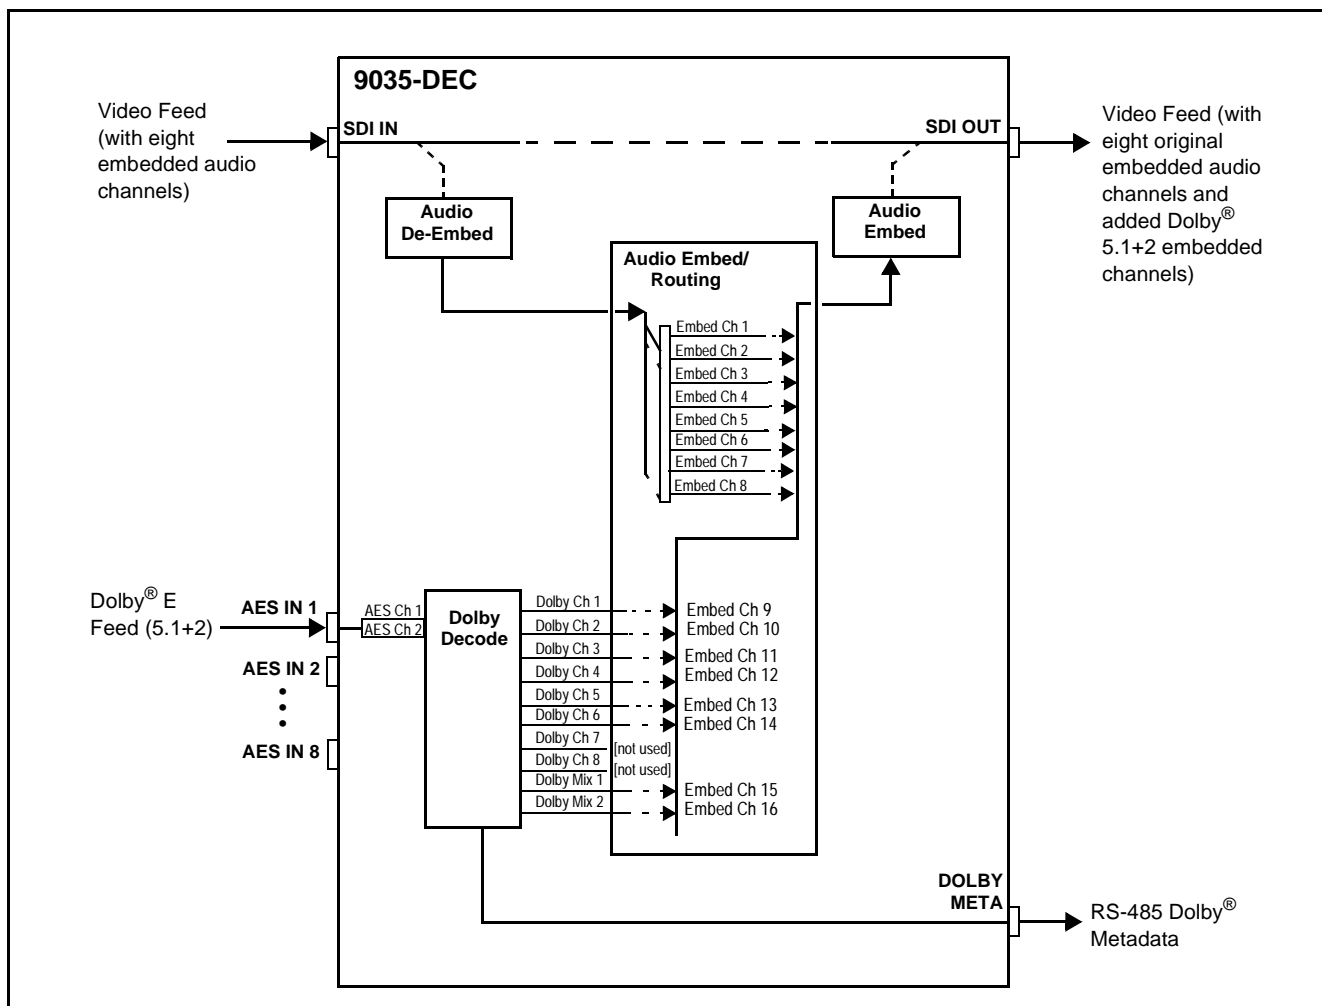 9035-DEC
Video Feed
(with eight
embedded audio
channels)
SDI IN
SDI OUT
Video Feed (with
eight original
embedded audio
channels and
added Dolby®
5.1+2 embedded
channels)
Audio
De-Embed
Audio
Embed
Audio Embed/
Routing
Embed Ch 1
Embed Ch 2
Embed Ch 3
Embed Ch 4
Embed Ch 5
Embed Ch 6
Embed Ch 7
Embed Ch 8
Dolby® E
Feed (5.1+2)
AES IN 1
AES IN 2
AES IN 8
AES Ch 1
AES Ch 2
Dolby
Decode
Dolby Ch 1
Dolby Ch 2
Dolby Ch 3
Dolby Ch 4
Dolby Ch 5
Dolby Ch 6
Dolby Ch 7
Dolby Ch 8
Dolby Mix 1
Dolby Mix 2
[not used]
[not used]
Embed Ch 9
Embed Ch 10
Embed Ch 11
Embed Ch 12
Embed Ch 13
Embed Ch 14
Embed Ch 15
Embed Ch 16
DOLBY
META
RS-485 Dolby®
Metadata